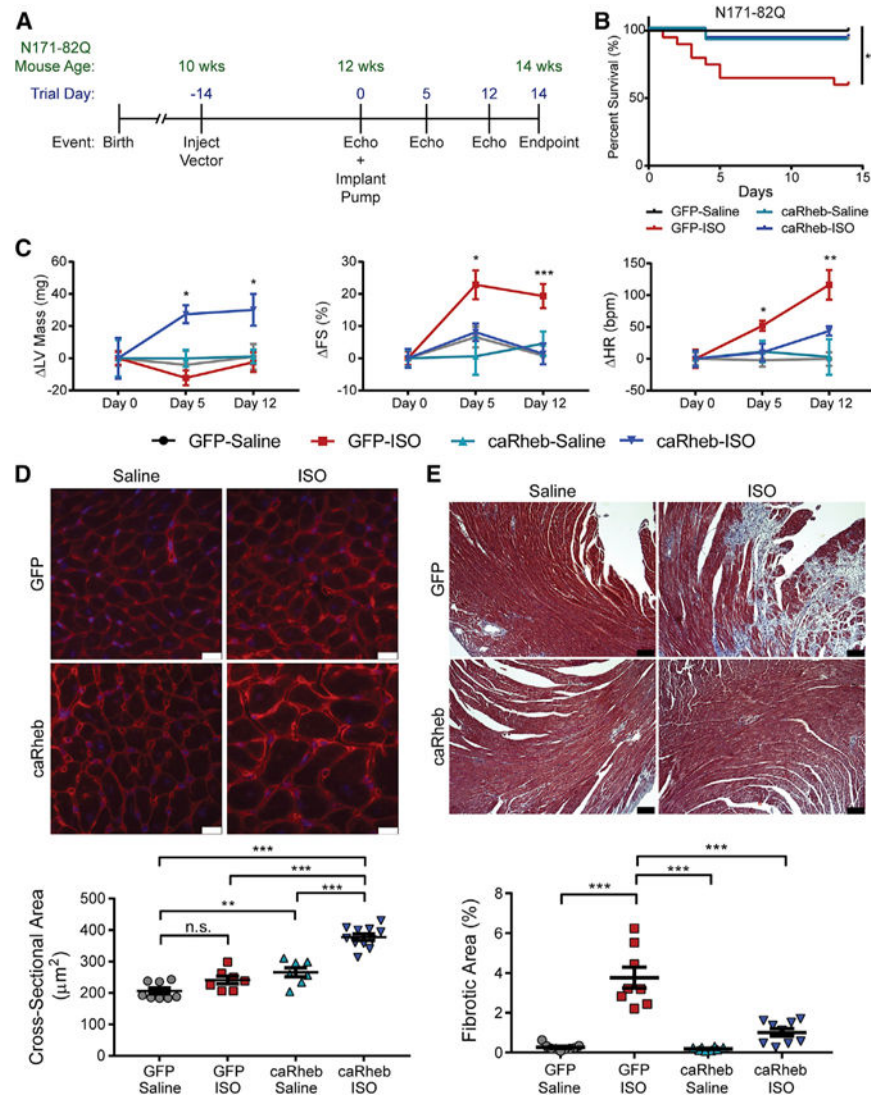 A
N171-82Q
Mouse Age: 10 wks 12 wks 14 wks
Trial Day: -14 0 5 12 14
Event: Birth Inject Vector Echo + Implant Pump Echo Echo Endpoint
B
N171-82Q
Percent Survival (%)
100
50
0
0 5 10 15
Days
*
GFP-Saline caRheb-Saline
GFP-ISO caRheb-ISO
C
ΔLV Mass (mg)
60
40
20
0
-20
* *
Day 0 Day 5 Day 12
ΔFS (%)
30
20
10
0
-10
* ***
Day 0 Day 5 Day 12
ΔHR (bpm)
150
100
50
0
-50
* **
Day 0 Day 5 Day 12
GFP-Saline GFP-ISO caRheb-Saline caRheb-ISO
D
Saline ISO
GFP
caRheb
***
***
** ***
n.s.
Cross-Sectional Area
(μm²)
500
400
300
200
100
0
GFP Saline GFP ISO caRheb Saline caRheb ISO
E
Saline ISO
GFP
caRheb
***
*** ***
Fibrotic Area (%)
8
6
4
2
0
GFP Saline GFP ISO caRheb Saline caRheb ISO